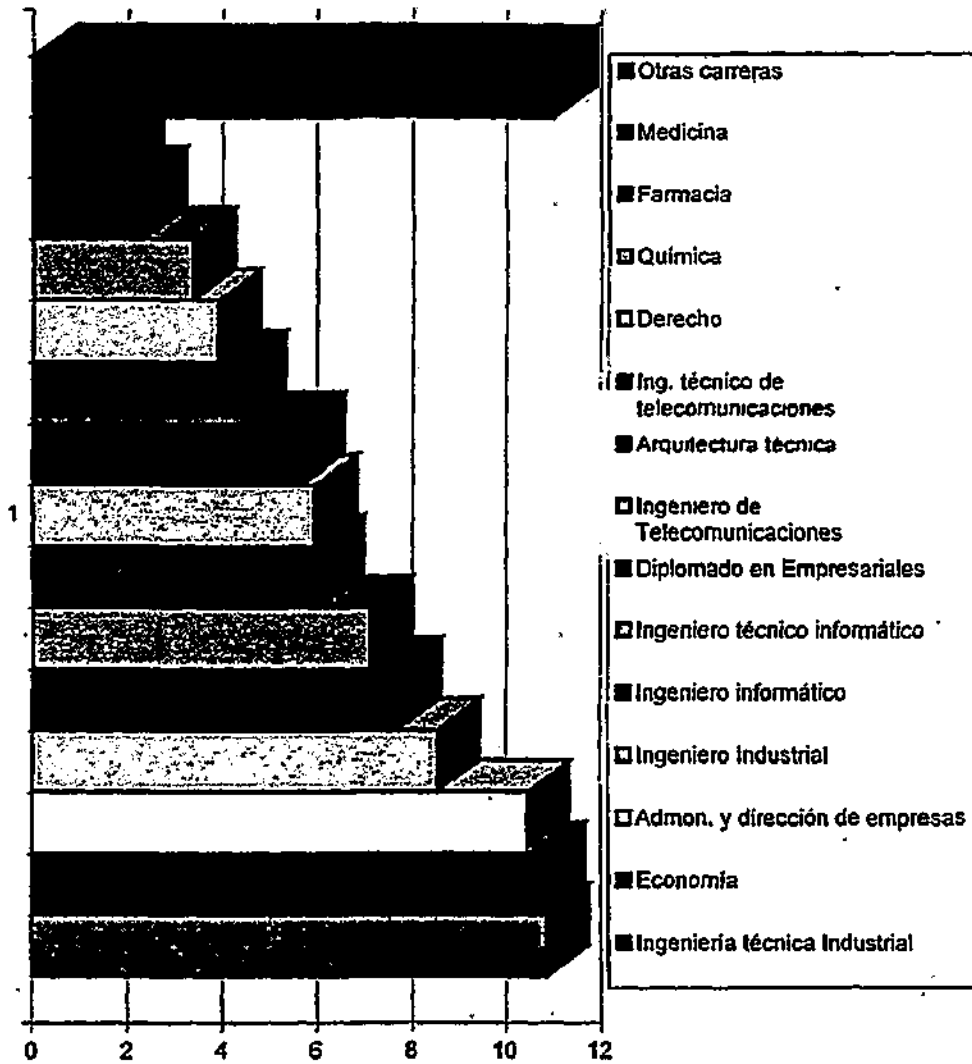 Otras carreras
Medicina
Farmacia
Química
Derecho
Ing. técnico de
telecomunicaciones
Arquitectura técnica
1
Ingeniero de
Telecomunicaciones
Diplomado en Empresariales
Ingeniero técnico informático
Ingeniero informático
Ingeniero Industrial
Admon. y dirección de empresas
Economía
Ingeniería técnica Industrial
0 2 4 6 8 10 12